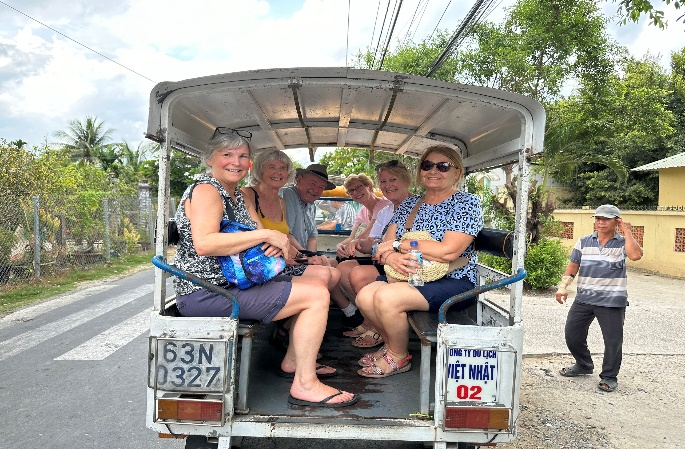 63N
0327
ÔNG TY DU LỊCH
VIỆT NHẬT
02